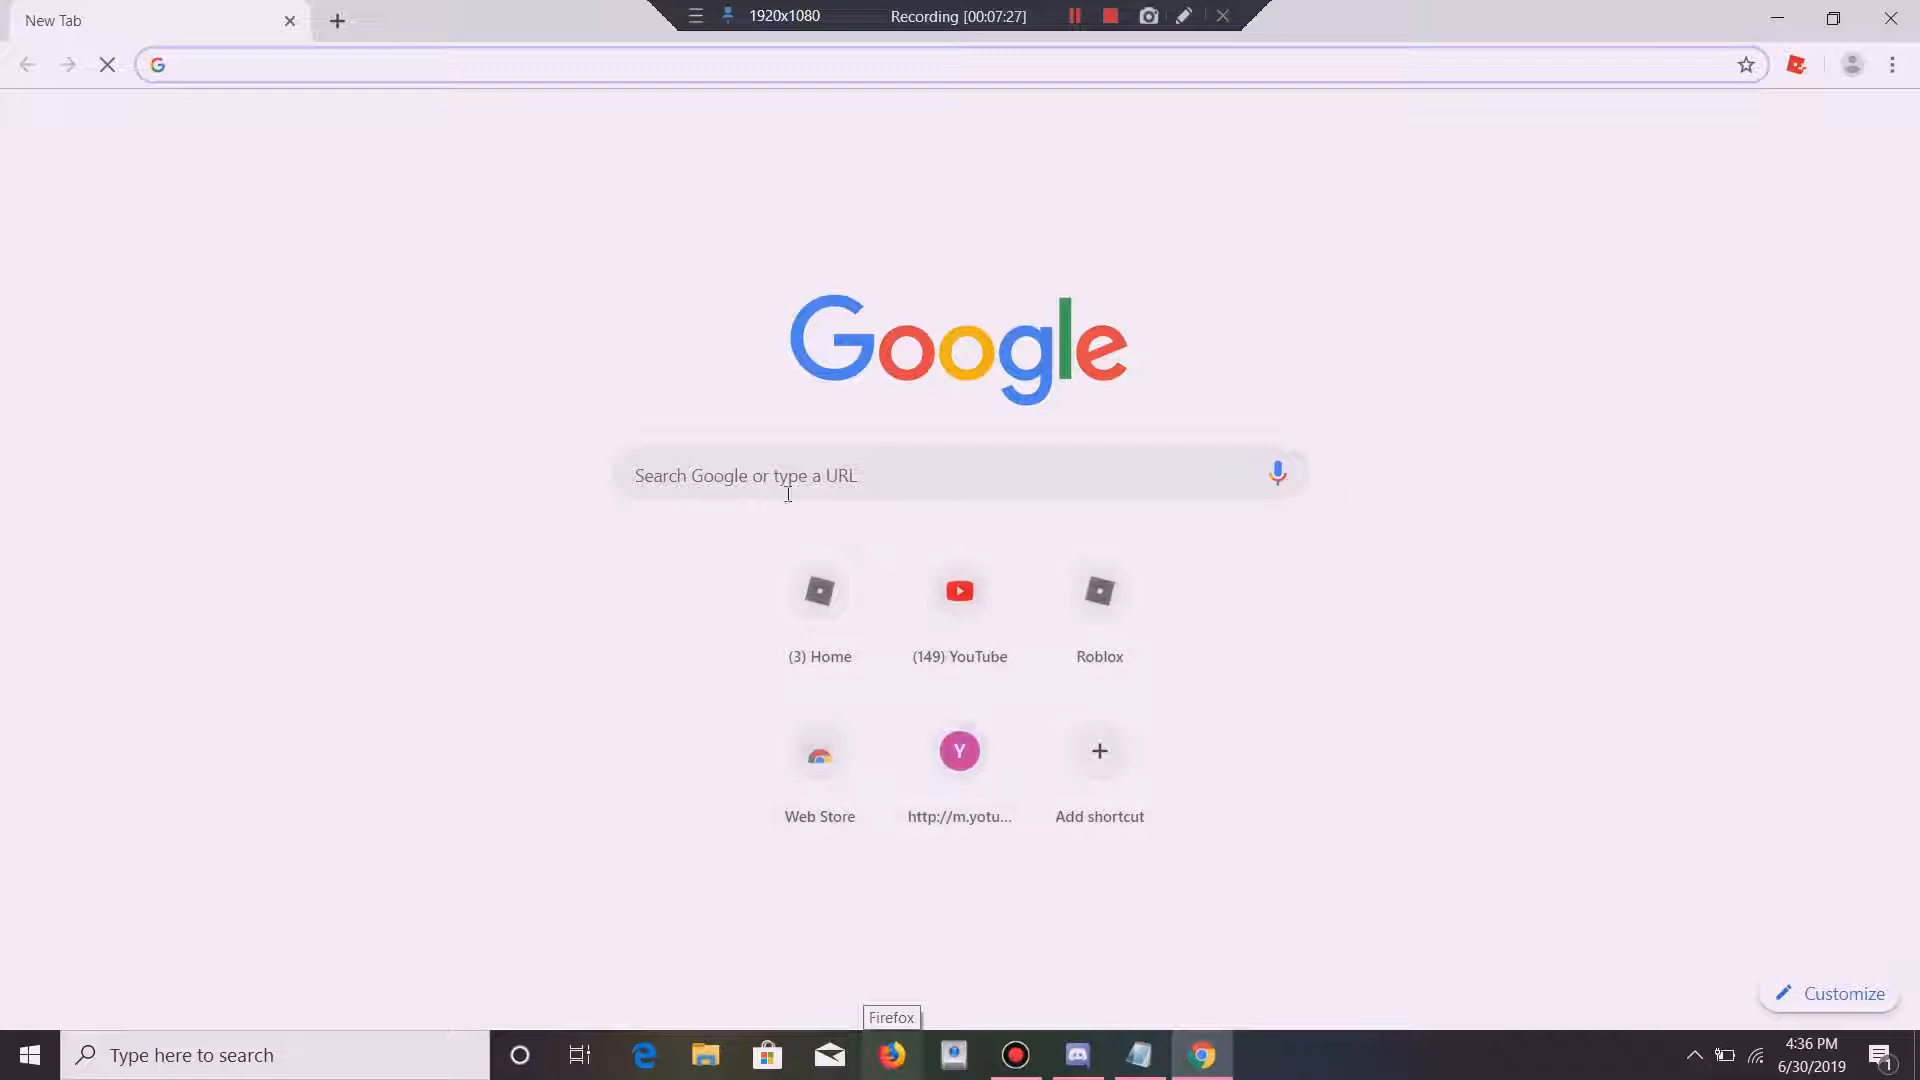 New Tab
1920x1080
Recording [00:07:27]
Google
Search Google or type a URL
(3) Home
(149) YouTube
Roblox
Y
Web Store
http://m.yotu...
Add shortcut
Customize
Firefox
Type here to search
4:36 PM
6/30/2019
1